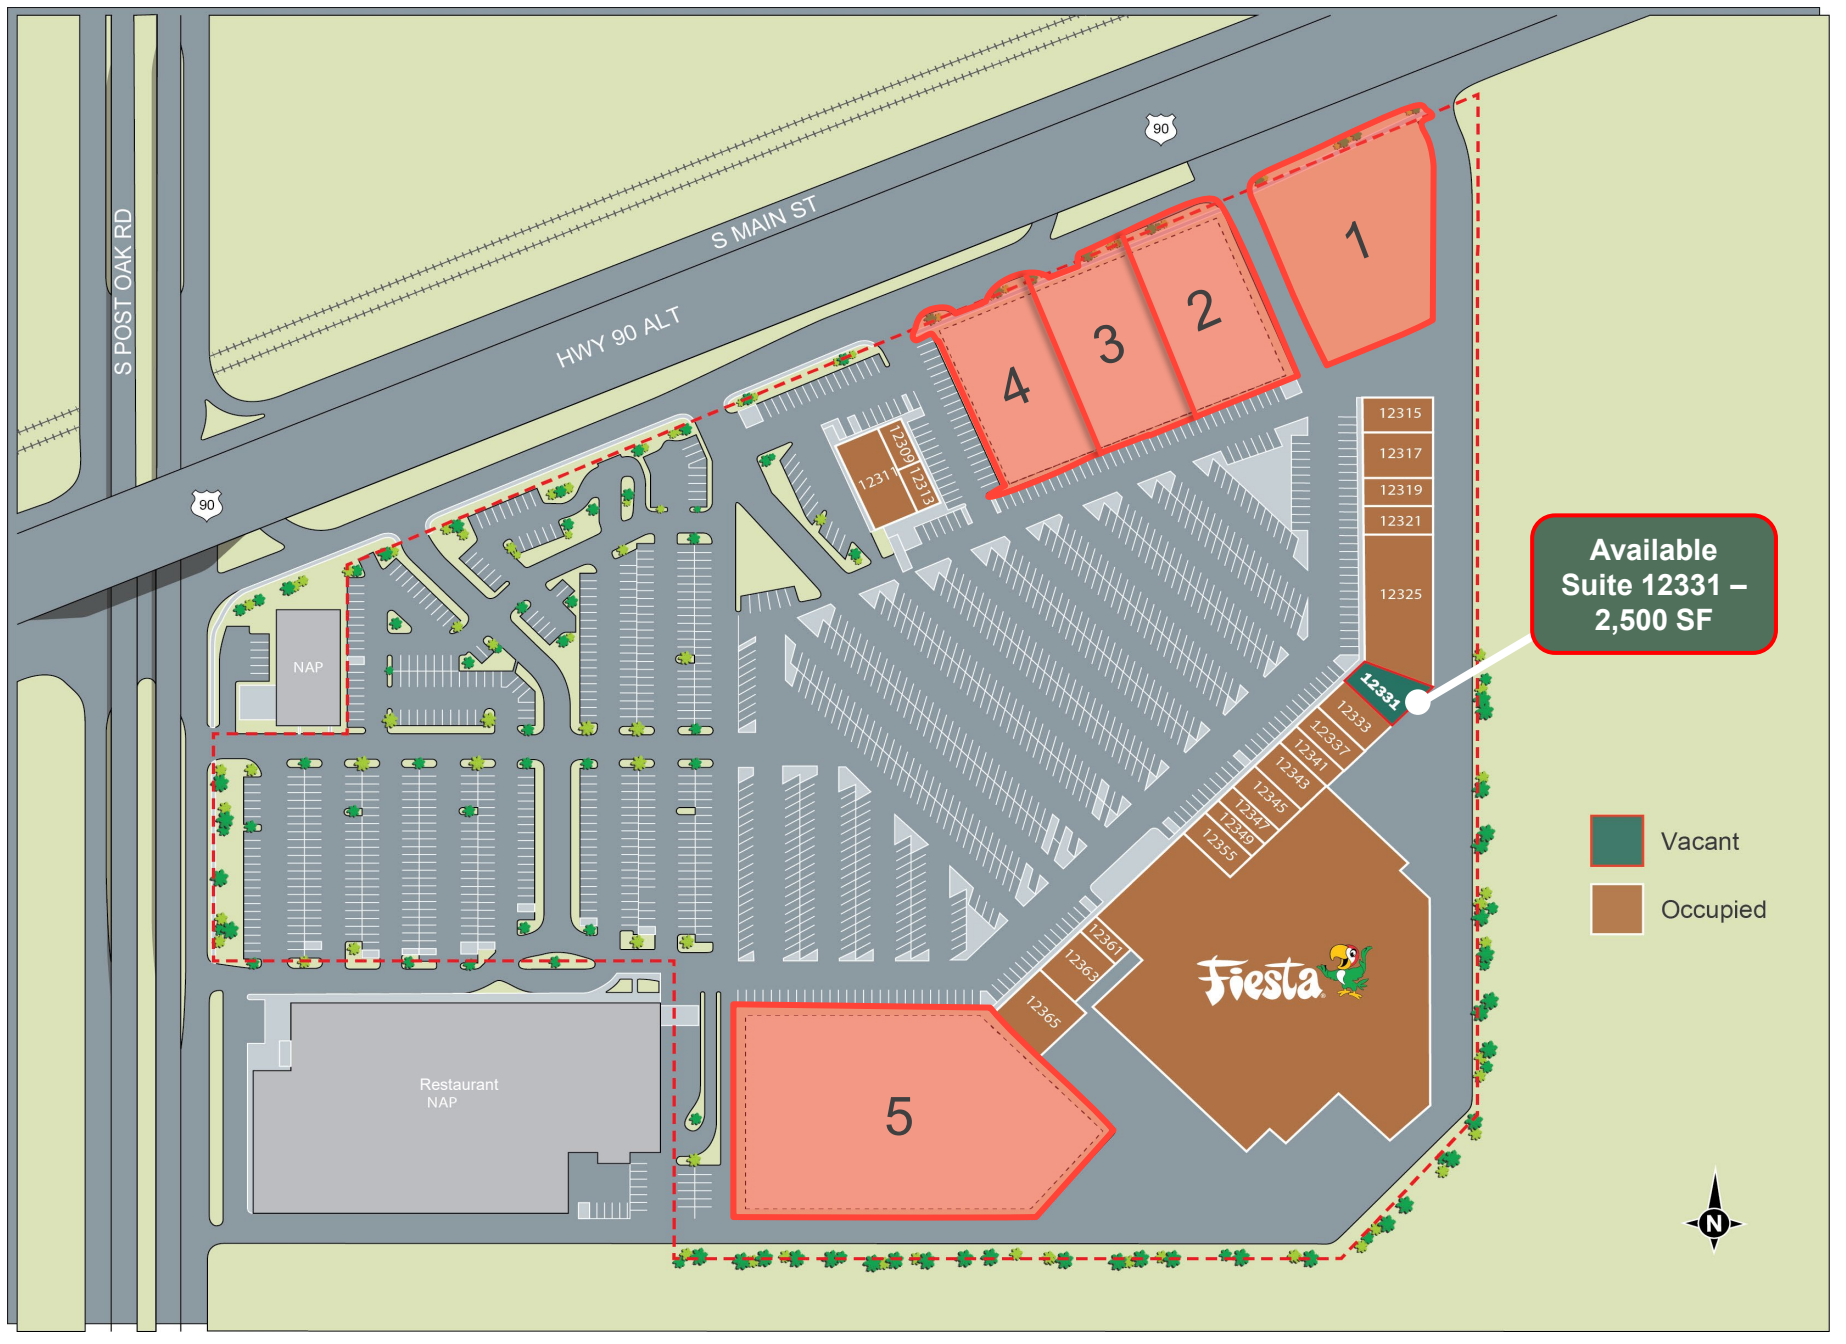 90
S MAIN ST
S POST OAK RD
HWY 90 ALT
1
2
3
4
90
12309
12311
12313
12315
12317
12319
12321
12325
Available
Suite 12331 –
2,500 SF
NAP
12331
12333
12337
12341
12343
12345
12347
12349
12355
Vacant
Occupied
12361
12363
12365
Fiesta
Restaurant
NAP
5
N